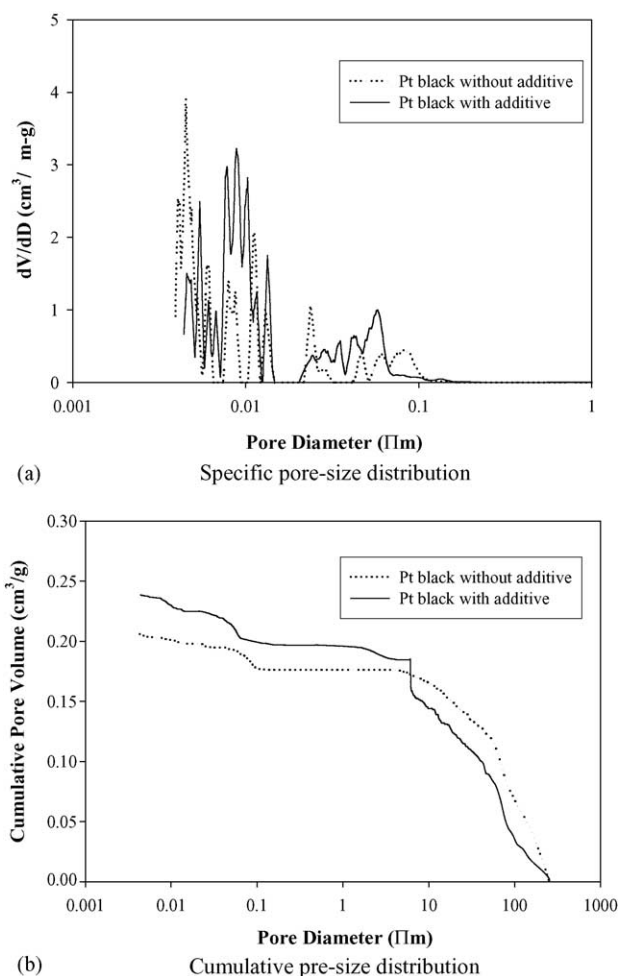 5
4
3
2
1
0
dV/dD (cm³/ m-g)
Pt black without additive
Pt black with additive
0.001 0.01 0.1 1
Pore Diameter (Πm)
(a) Specific pore-size distribution
0.30
0.25
0.20
0.15
0.10
0.05
0.00
Cumulative Pore Volume (cm³/g)
Pt black without additive
Pt black with additive
0.001 0.01 0.1 1 10 100 1000
Pore Diameter (Πm)
(b) Cumulative pre-size distribution